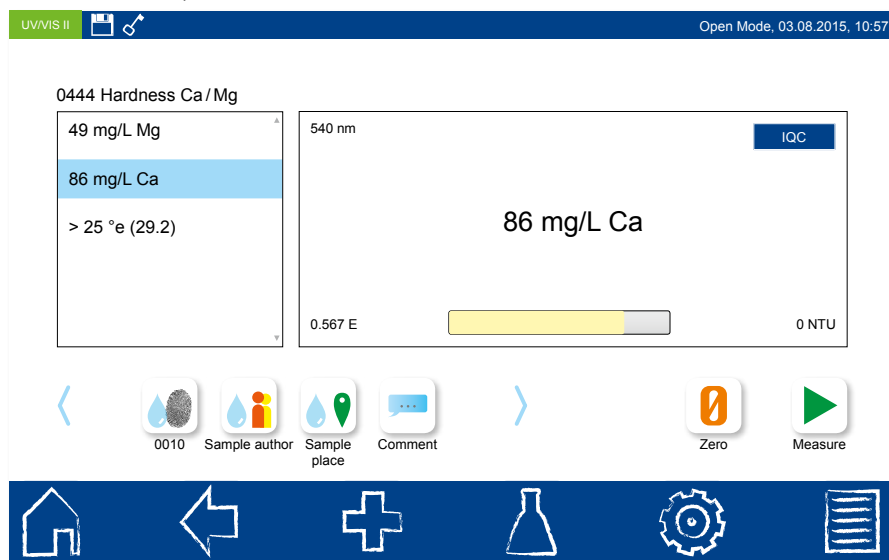 UV/VIS II
Open Mode, 03.08.2015, 10:57
0444 Hardness Ca/Mg
49 mg/L Mg
86 mg/L Ca
> 25 °e (29.2)
540 nm
IQC
86 mg/L Ca
0.567 E
0 NTU
0010
Sample author
Sample
place
Comment
0
Zero
Measure